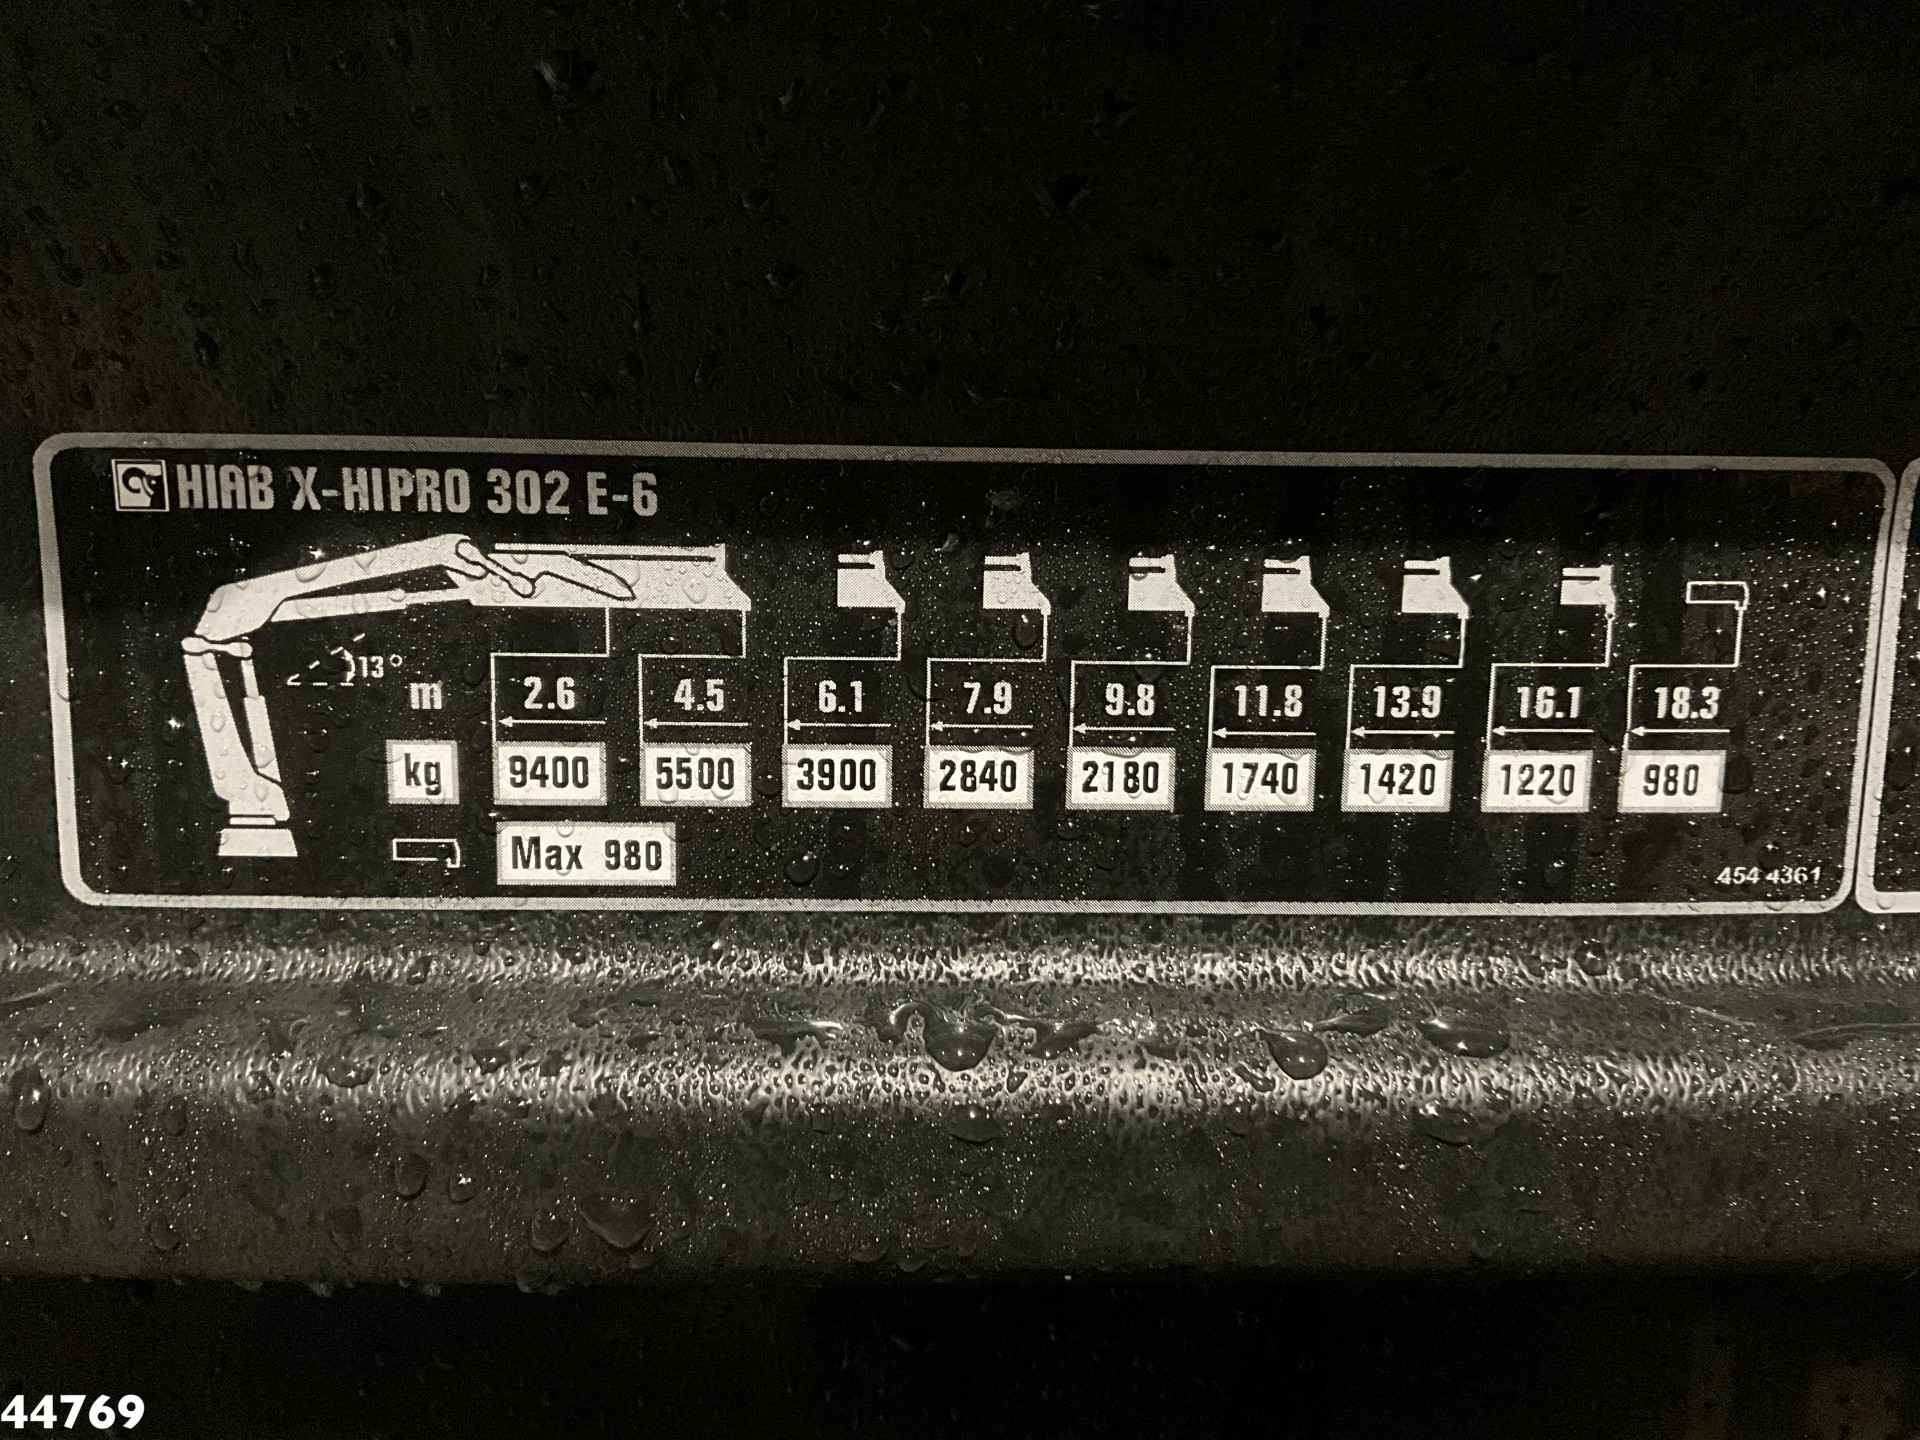 HIAB X-HIPRO 302 E-6
13°
m 2.6 4.5 6.1 7.9 9.8 11.8 13.9 16.1 18.3
kg 9400 5500 3900 2840 2180 1740 1420 1220 980
Max 980
454 4361
44769